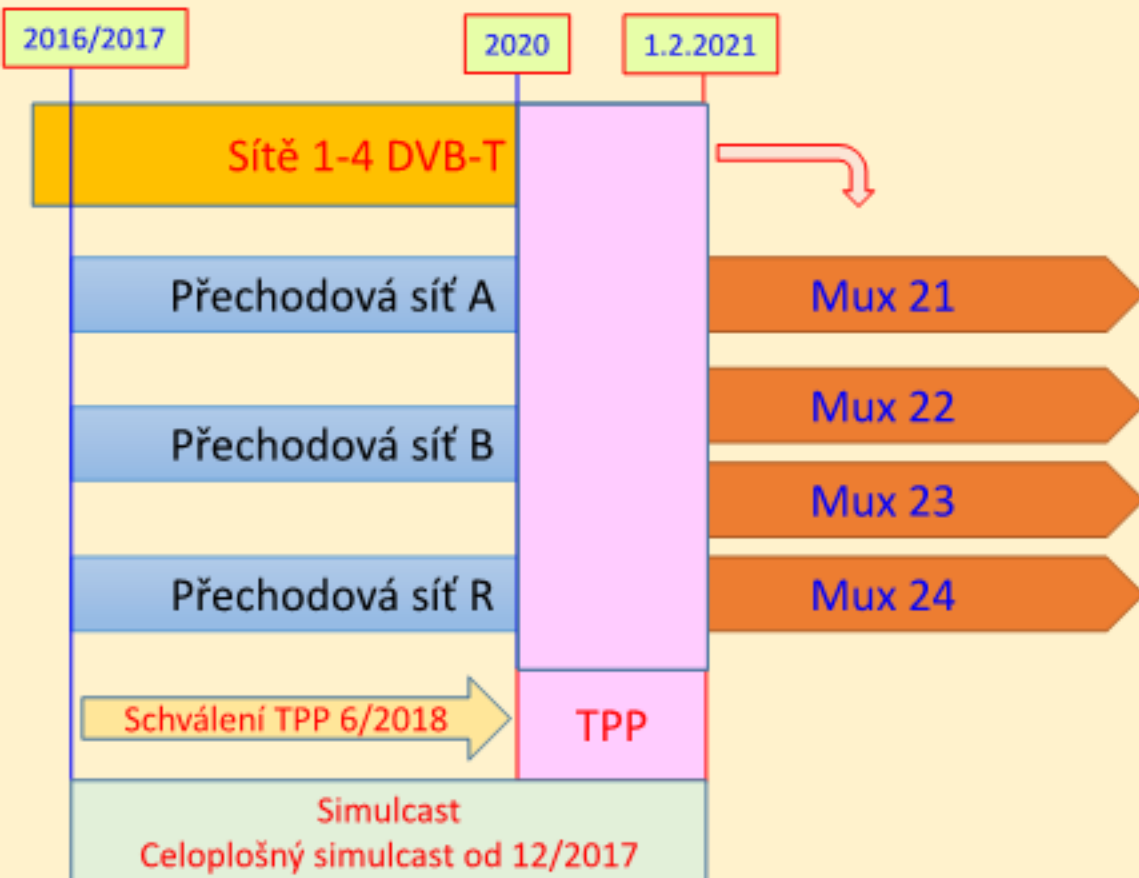 2016/2017
2020
1.2.2021
Sítě 1-4 DVB-T
Přechodová síť A
Mux 21
Přechodová síť B
Mux 22
Mux 23
Přechodová síť R
Mux 24
Schválení TPP 6/2018
TPP
Simulcast
Celoplošný simulcast od 12/2017